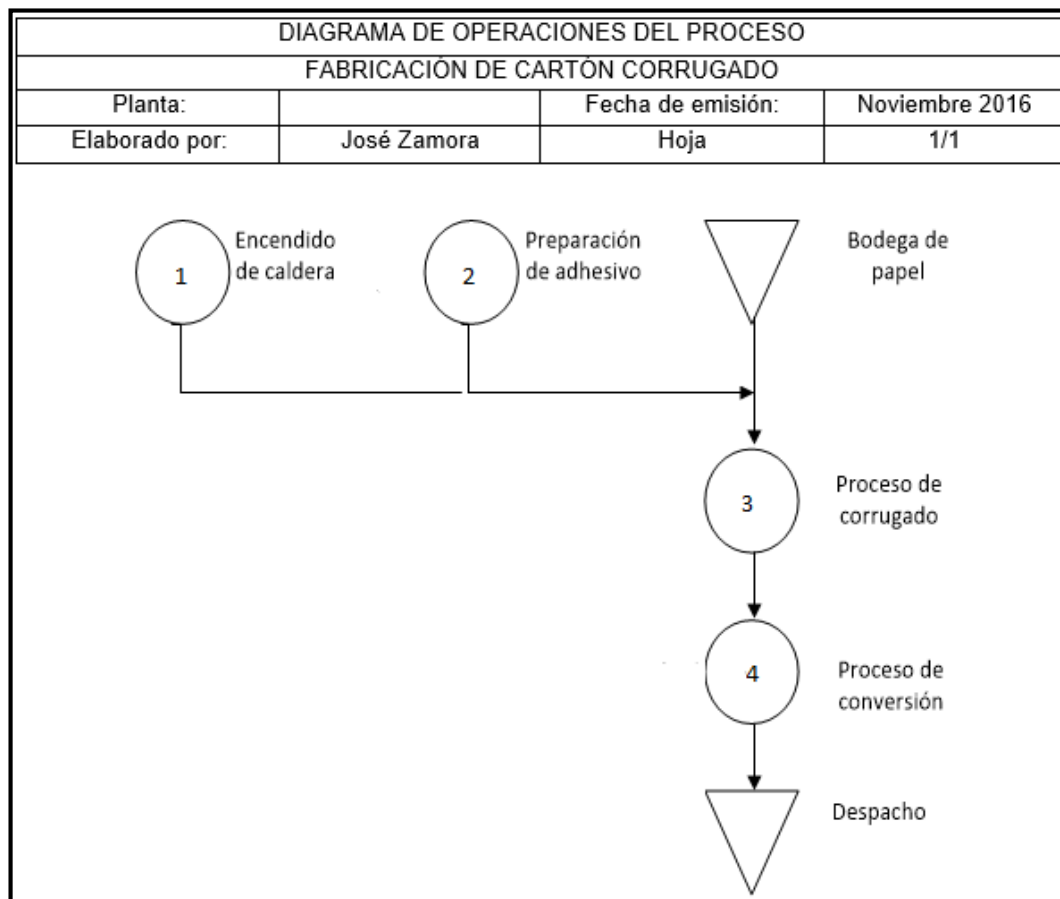 DIAGRAMA DE OPERACIONES DEL PROCESO
FABRICACIÓN DE CARTÓN CORRUGADO
Planta: Fecha de emisión: Noviembre 2016
Elaborado por: José Zamora Hoja 1/1
1
Encendido
de caldera
2
Preparación
de adhesivo
Bodega de
papel
3
Proceso de
corrugado
4
Proceso de
conversión
Despacho